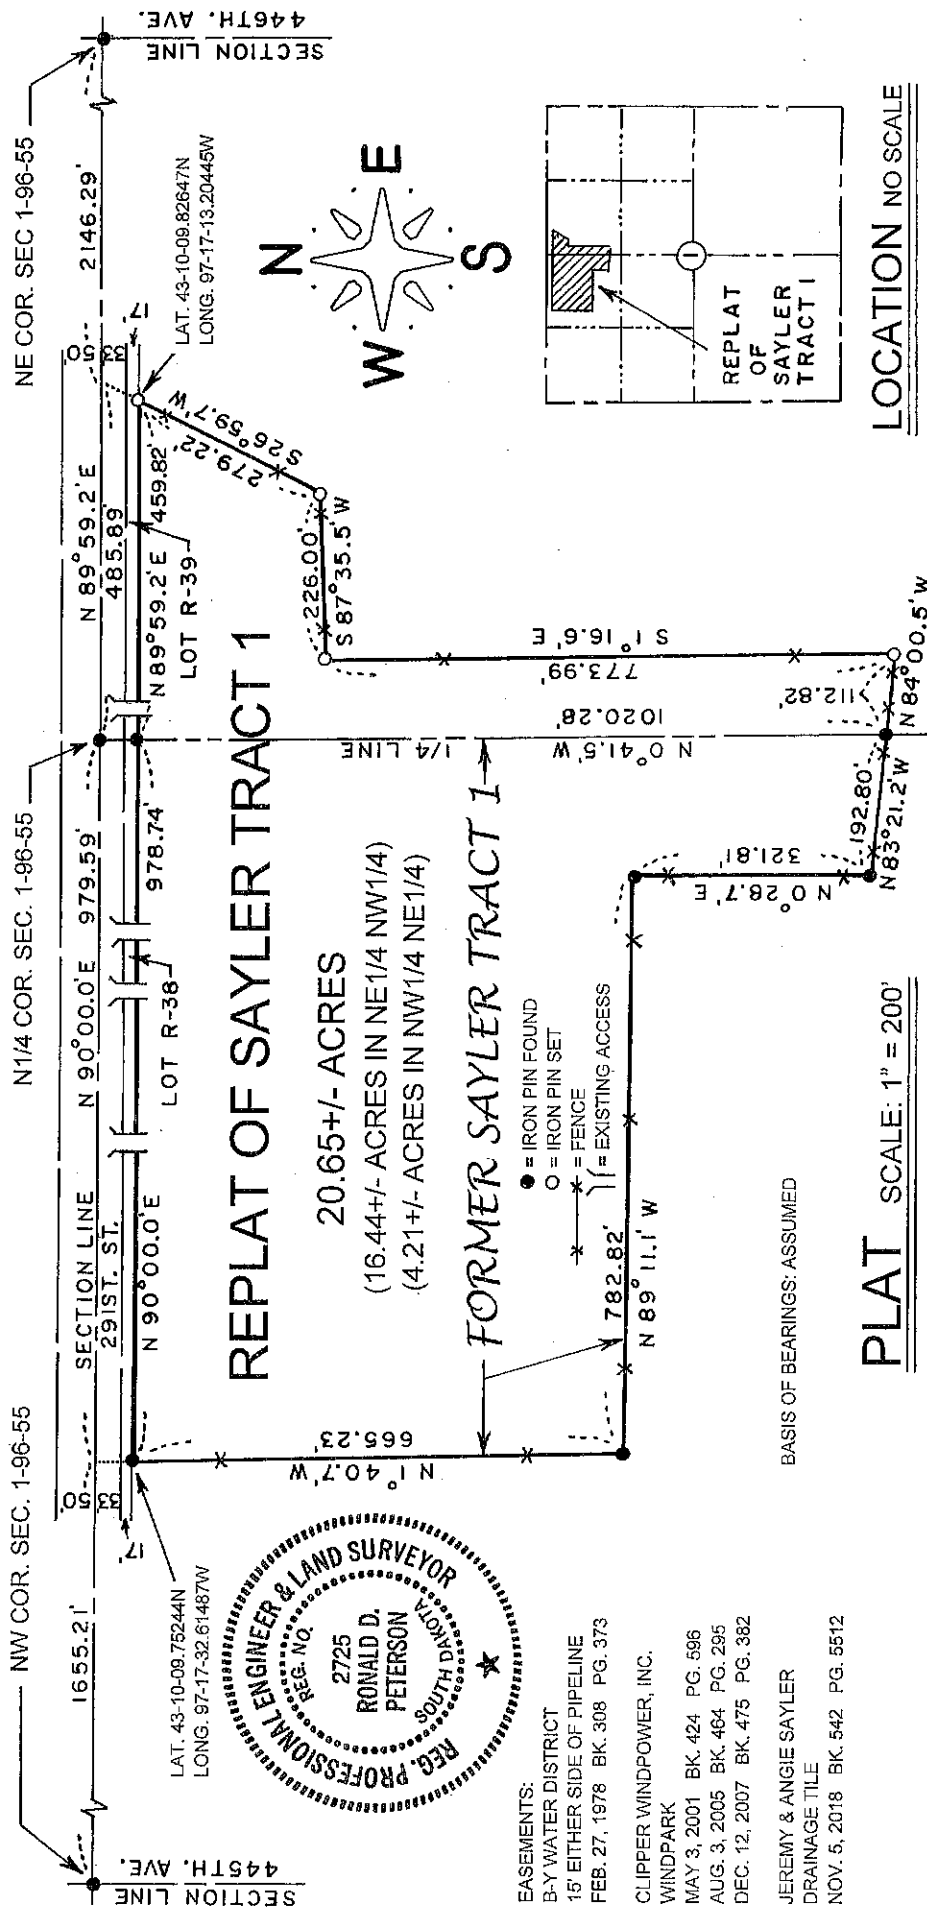 NW COR. SEC. 1-96-55
N1/4 COR. SEC. 1-96-55
NE COR. SEC 1-96-55
1655.21'
SECTION LINE
291ST. ST.
N 90°00.0'E 979.59'
N 89°59.2'E
485.89'
2146.29'
SECTION LINE
445TH. AVE.
SECTION LINE
446TH. AVE.
50'
33'
17'
33'
50'
17'
N 90°00.0'E
978.74'
N89°59.2'E 459.82'
LOT R-38
LOT R-39
LAT. 43-10-09.75244N
LONG. 97-17-32.61487W
LAT. 43-10-09.82647N
LONG. 97-17-13.20445W
REPLAT OF SAYLER TRACT 1
20.65+/- ACRES
(16.44+/- ACRES IN NE1/4 NW1/4)
(4.21+/- ACRES IN NW1/4 NE1/4)
FORMER SAYLER TRACT 1
S26°59.7'W
279.22'
226.00'
S 87°35.5'W
S 1°16.6'E
773.99'
1/4 LINE
N 0°41.5'W
1020.28'
112.82'
N 84°00.5'W
192.80'
N83°21.2'W
321.81'
N 0°28.7'E
782.82'
N 89°11.1'W
665.23'
N 1°40.7'W
● = IRON PIN FOUND
○ = IRON PIN SET
= FENCE
= EXISTING ACCESS
N
W E
S
REPLAT
OF
SAYLER
TRACT 1
1
LOCATION NO SCALE
REG. PROFESSIONAL ENGINEER & LAND SURVEYOR
REG. NO.
2725
RONALD D.
PETERSON
SOUTH DAKOTA
EASEMENTS:
B-Y WATER DISTRICT
15' EITHER SIDE OF PIPELINE
FEB. 27, 1978 BK. 308 PG. 373
CLIPPER WINDPOWER, INC.
WINDPARK
MAY 3, 2001 BK. 424 PG. 596
AUG. 3, 2005 BK. 464 PG. 295
DEC. 12, 2007 BK. 475 PG. 382
JEREMY & ANGIE SAYLER
DRAINAGE TILE
NOV. 5, 2018 BK. 542 PG. 5512
BASIS OF BEARINGS: ASSUMED
PLAT SCALE: 1" = 200'